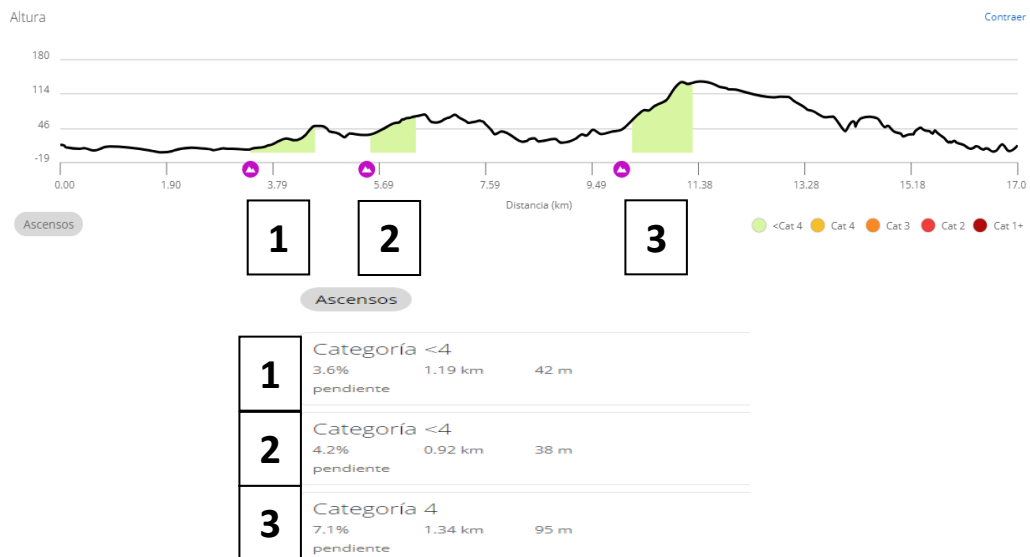 Altura
Contraer
180
114
46
-19
0.00 1.90 3.79 5.69 7.59 9.49 11.38 13.28 15.18 17.0
Distancia (km)
Ascensos
<Cat 4 Cat 4 Cat 3 Cat 2 Cat 1+
1 2 3
Ascensos
1
Categoría <4
3.6% 1.19 km 42 m
pendiente
2
Categoría <4
4.2% 0.92 km 38 m
pendiente
3
Categoría 4
7.1% 1.34 km 95 m
pendiente